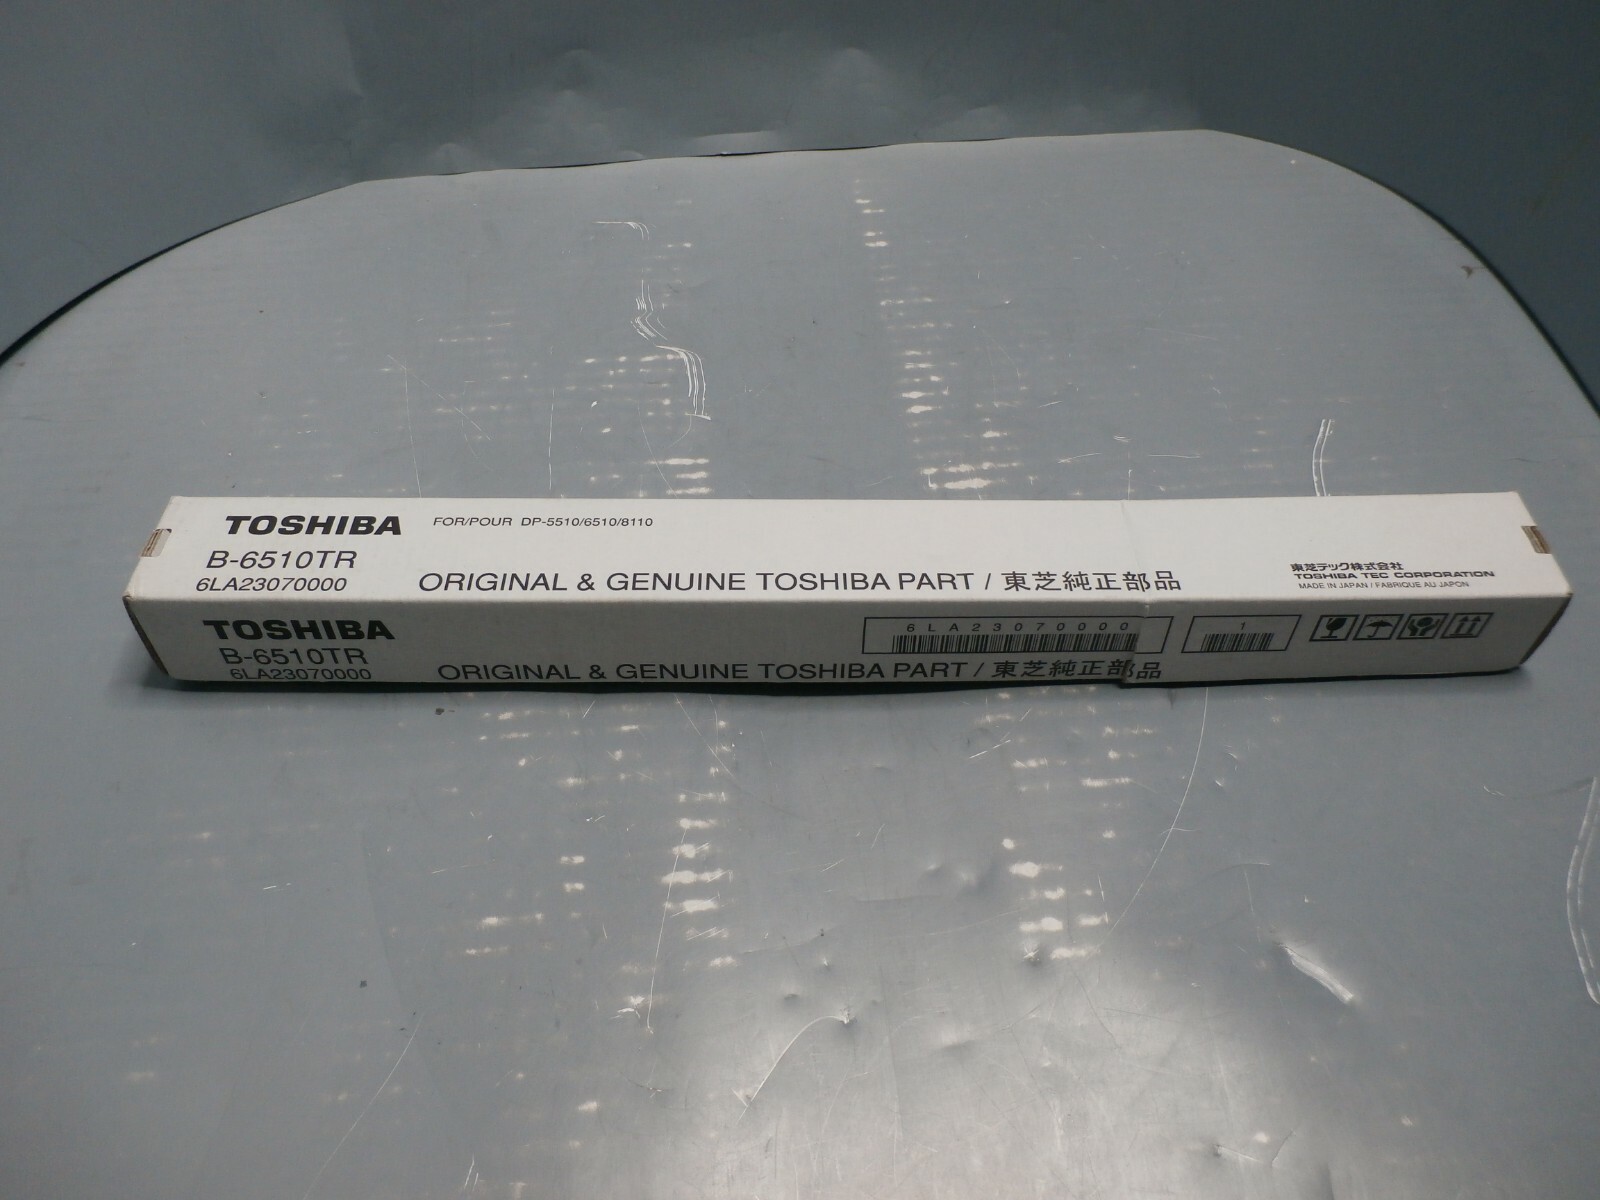 TOSHIBA
FOR/POUR DP-5510/6510/8110
B-6510TR
6LA23070000
ORIGINAL & GENUINE TOSHIBA PART / 東芝純正部品
東芝テック株式会社
TOSHIBA TEC CORPORATION
MADE IN JAPAN / FABRIQUE AU JAPON
TOSHIBA
B-6510TR
6LA23070000
ORIGINAL & GENUINE TOSHIBA PART / 東芝純正部品
6LA23070000
1